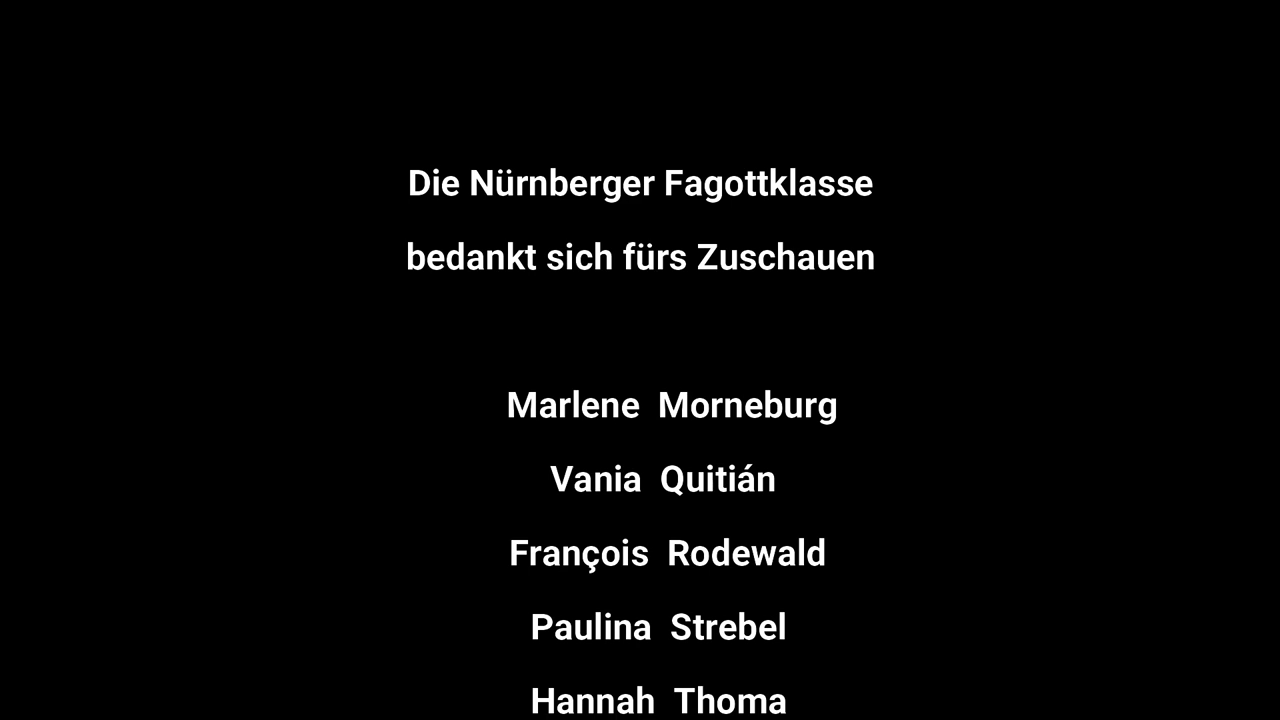 Die Nürnberger Fagottklasse
bedankt sich fürs Zuschauen
Marlene Morneburg
Vania Quitián
François Rodewald
Paulina Strebel
Hannah Thoma